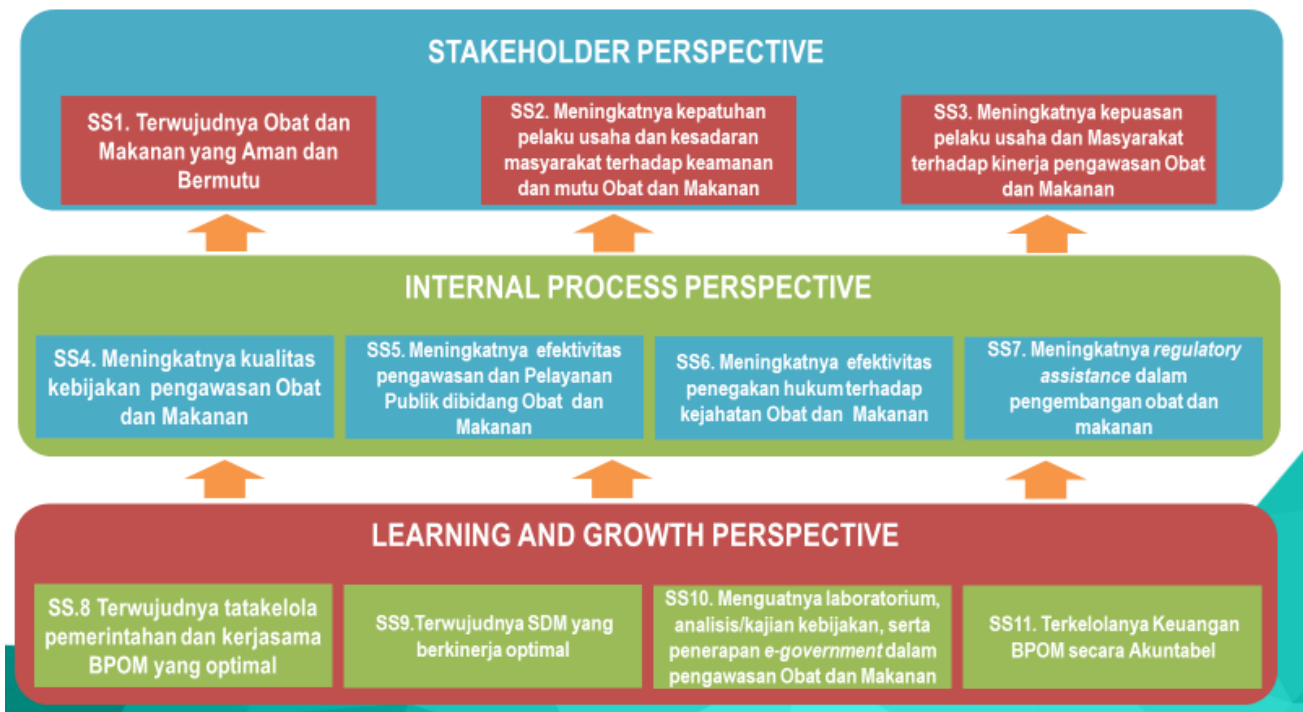 STAKEHOLDER PERSPECTIVE
SS1. Terwujudnya Obat dan
Makanan yang Aman dan
Bermutu
SS2. Meningkatnya kepatuhan
pelaku usaha dan kesadaran
masyarakat terhadap keamanan
dan mutu Obat dan Makanan
SS3. Meningkatnya kepuasan
pelaku usaha dan Masyarakat
terhadap kinerja pengawasan Obat
dan Makanan
INTERNAL PROCESS PERSPECTIVE
SS4. Meningkatnya kualitas
kebijakan pengawasan Obat
dan Makanan
SS5. Meningkatnya efektivitas
pengawasan dan Pelayanan
Publik dibidang Obat dan
Makanan
SS6. Meningkatnya efektivitas
penegakan hukum terhadap
kejahatan Obat dan Makanan
SS7. Meningkatnya regulatory
assistance dalam
pengembangan obat dan
makanan
LEARNING AND GROWTH PERSPECTIVE
SS.8 Terwujudnya tatakelola
pemerintahan dan kerjasama
BPOM yang optimal
SS9.Terwujudnya SDM yang
berkinerja optimal
SS10. Menguatnya laboratorium,
analisis/kajian kebijakan, serta
penerapan e-government dalam
pengawasan Obat dan Makanan
SS11. Terkelolanya Keuangan
BPOM secara Akuntabel